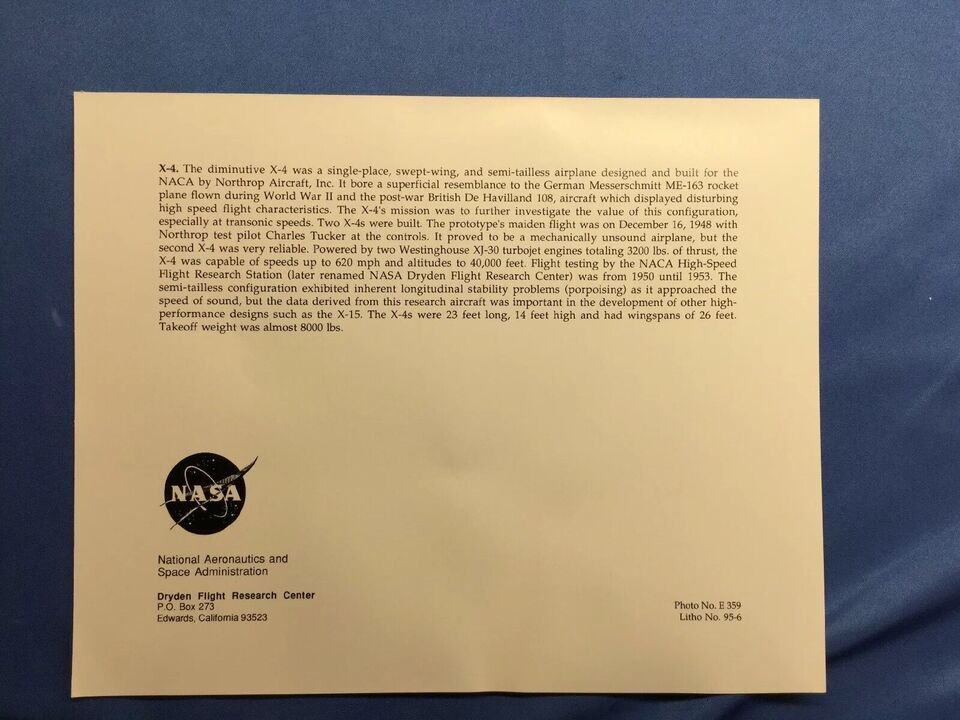 X-4. The diminutive X-4 was a single-place, swept-wing, and semi-tailless airplane designed and built for the
NACA by Northrop Aircraft, Inc. It bore a superficial resemblance to the German Messerschmitt ME-163 rocket
plane flown during World War II and the post-war British De Havilland 108, aircraft which displayed disturbing
high speed flight characteristics. The X-4's mission was to further investigate the value of this configuration,
especially at transonic speeds. Two X-4s were built. The prototype's maiden flight was on December 16, 1948 with
Northrop test pilot Charles Tucker at the controls. It proved to be a mechanically unsound airplane, but the
second X-4 was very reliable. Powered by two Westinghouse XJ-30 turbojet engines totaling 3200 lbs. of thrust, the
X-4 was capable of speeds up to 620 mph and altitudes to 40,000 feet. Flight testing by the NACA High-Speed
Flight Research Station (later renamed NASA Dryden Flight Research Center) was from 1950 until 1953. The
semi-tailless configuration exhibited inherent longitudinal stability problems (porpoising) as it approached the
speed of sound, but the data derived from this research aircraft was important in the development of other high-
performance designs such as the X-15. The X-4s were 23 feet long, 14 feet high and had wingspans of 26 feet.
Takeoff weight was almost 8000 lbs.
NASA
National Aeronautics and
Space Administration
Dryden Flight Research Center
P.O. Box 273
Edwards, California 93523
Photo No. E 359
Litho No. 95-6